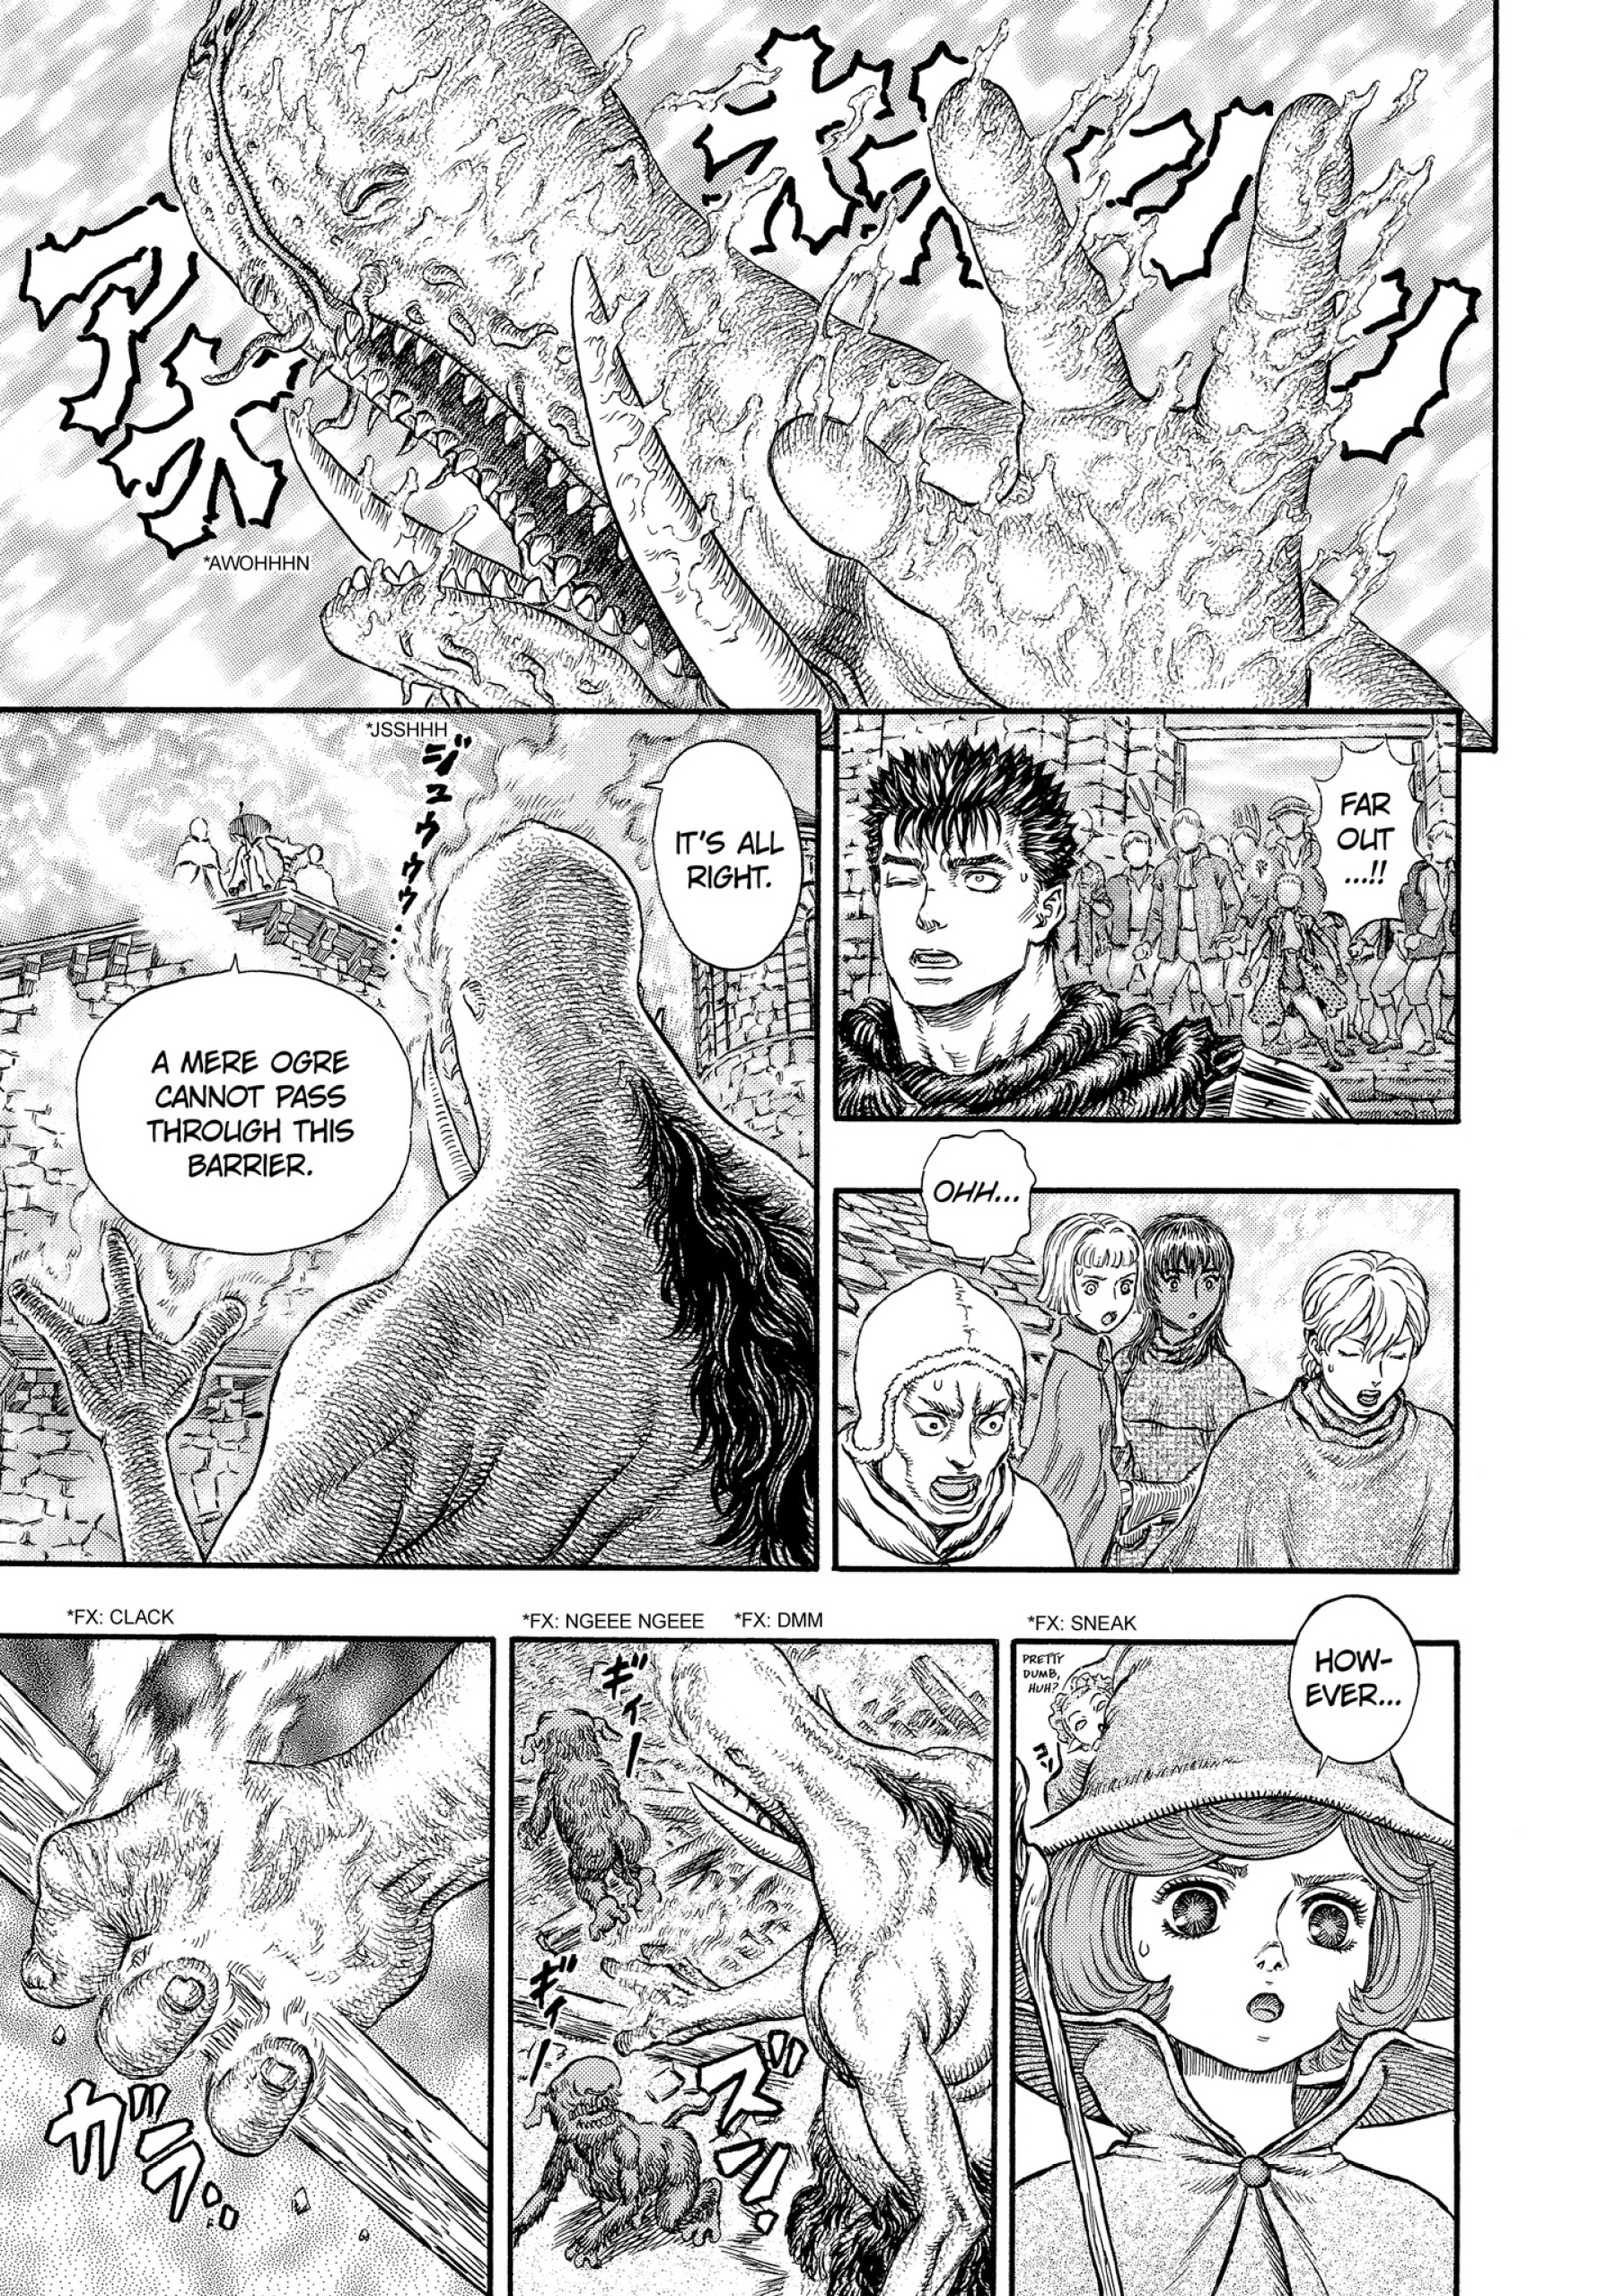 アオ
オォン
ッ
*AWOHHHN
FAR
OUT
...!!
*JSSHHH
ジュウウウ...
IT'S ALL
RIGHT.
A MERE OGRE
CANNOT PASS
THROUGH THIS
BARRIER.
OHH...
*FX: SNEAK
HOW-
EVER...
PRETTY
DUMB,
HUH?
*FX: NGEEE NGEEE
*FX: DMM
ギィー
ギィー
ズン!
*FX: CLACK
ガラ..